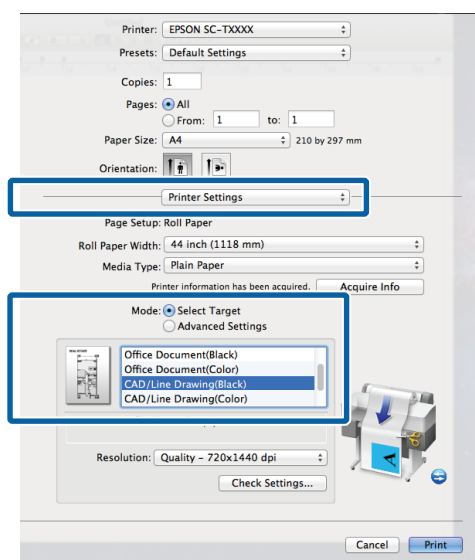 Printer: EPSON SC-TXXXX
Presets: Default Settings
Copies: 1
Pages: All
From: 1 to: 1
Paper Size: A4 210 by 297 mm
Orientation:
Printer Settings
Page Setup: Roll Paper
Roll Paper Width: 44 inch (1118 mm)
Media Type: Plain Paper
Printer information has been acquired. Acquire Info
Mode: Select Target
Advanced Settings
Office Document(Black)
Office Document(Color)
CAD/Line Drawing(Black)
CAD/Line Drawing(Color)
Resolution: Quality – 720x1440 dpi
Check Settings...
Cancel Print